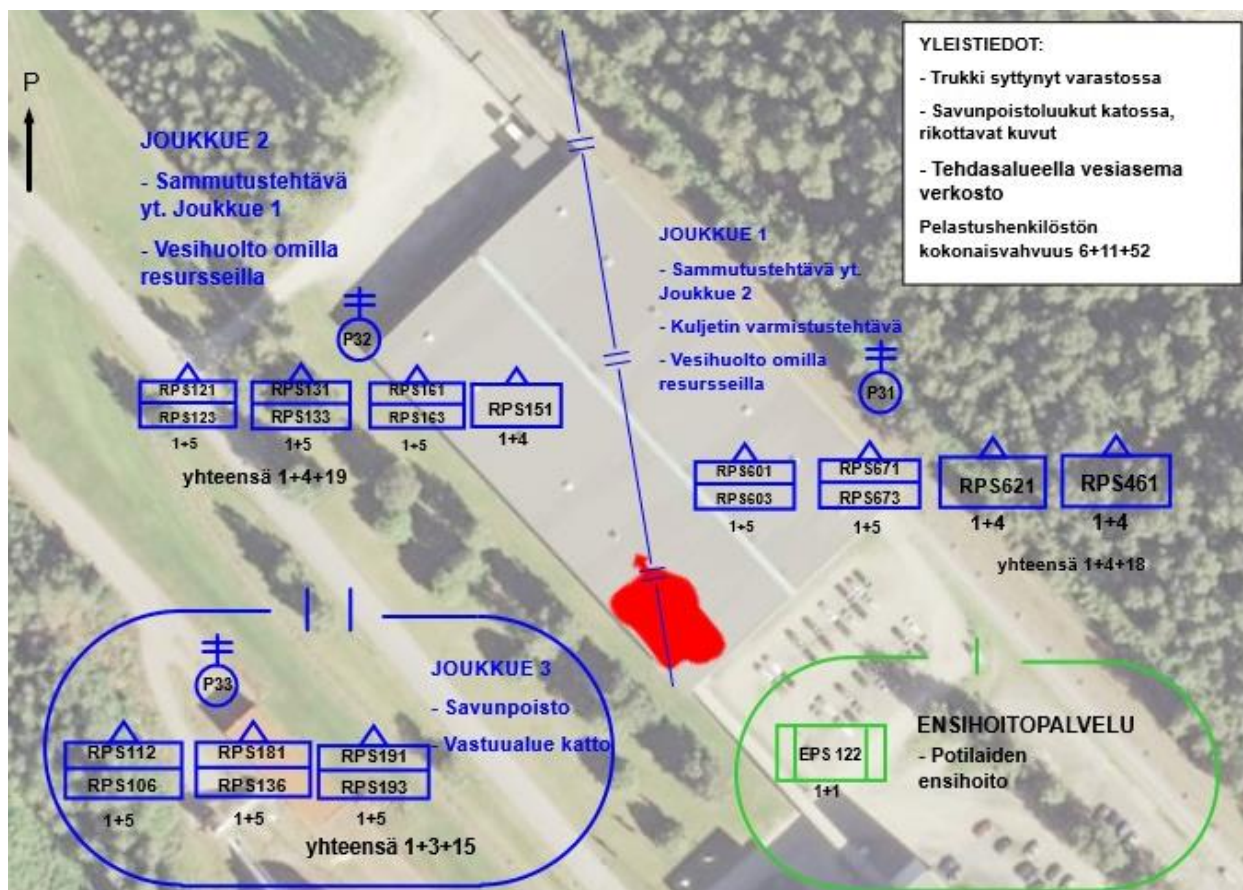 P
JOUKKUE 2
- Sammutustehtävä
yt. Joukkue 1
- Vesihuolto omilla
resursseilla
YLEISTIEDOT:
- Trukki syttynyt varastossa
- Savunpoistoluukut katossa,
rikottavat kuvut
- Tehdasalueella vesiasema
verkosto
Pelastushenkilöstön
kokonaisvahvuus 6+11+52
JOUKKUE 1
- Sammutustehtävä yt.
Joukkue 2
- Kuljetin varmistustehtävä
- Vesihuolto omilla
resursseilla
P32
RPS121
RPS123
1+5
RPS131
RPS133
1+5
RPS161
RPS163
1+5
RPS151
1+4
yhteensä 1+4+19
P31
RPS601
RPS603
1+5
RPS671
RPS673
1+5
RPS621
1+4
RPS461
1+4
yhteensä 1+4+18
P33
JOUKKUE 3
- Savunpoisto
- Vastuualue katto
RPS112
RPS106
1+5
RPS181
RPS136
1+5
RPS191
RPS193
1+5
yhteensä 1+3+15
EPS 122
1+1
ENSIHOITOPALVELU
- Potilaiden
ensihoito